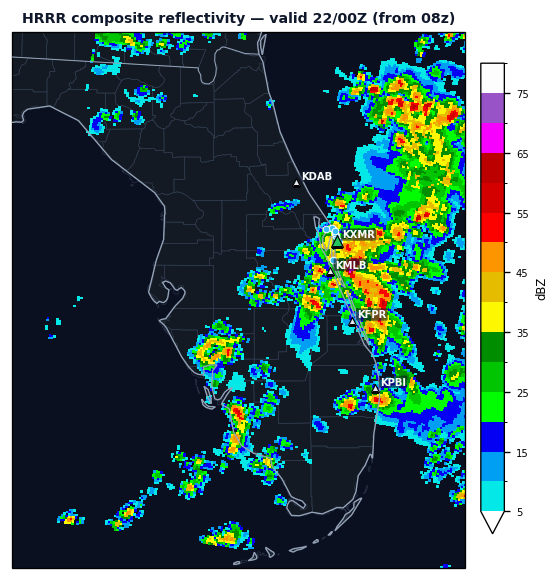 HRRR composite reflectivity — valid 22/00Z (from 08z)
KDAB
KXMR
KMLB
KFPR
KPBI
75
65
55
45
35
25
15
5
dBZ